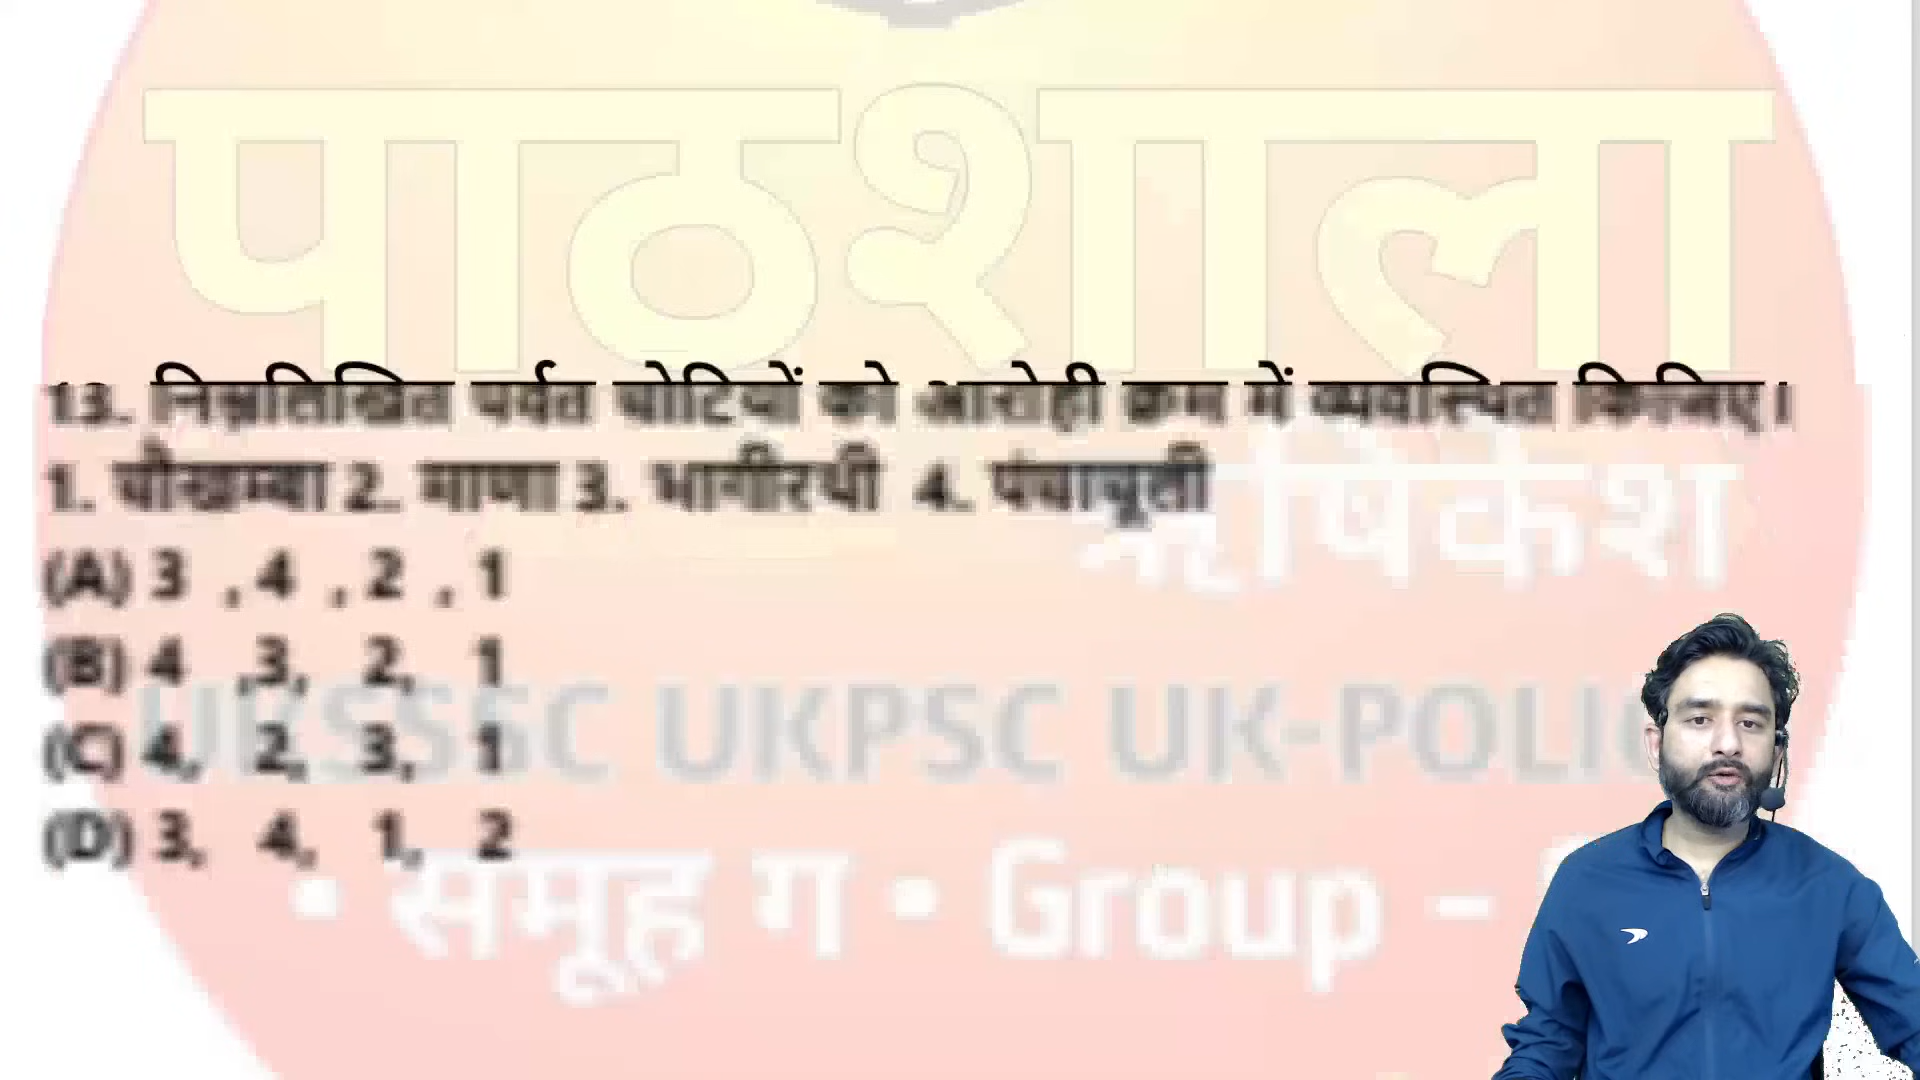 पाठशाला
13. निम्नलिखित पर्वत चोटियों को आरोही क्रम में व्यवस्थित किजिए।
1. चौखम्बा 2. माणा 3. भागीरथी 4. पंचाचूली
ऋषिकेश
(A) 3 , 4 , 2 , 1
(B) 4 ,3, 2, 1
UKSSSC UKPSC UK-POLIC
(C) 4, 2, 3, 1
(D) 3, 4, 1, 2
• समूह ग • Group -